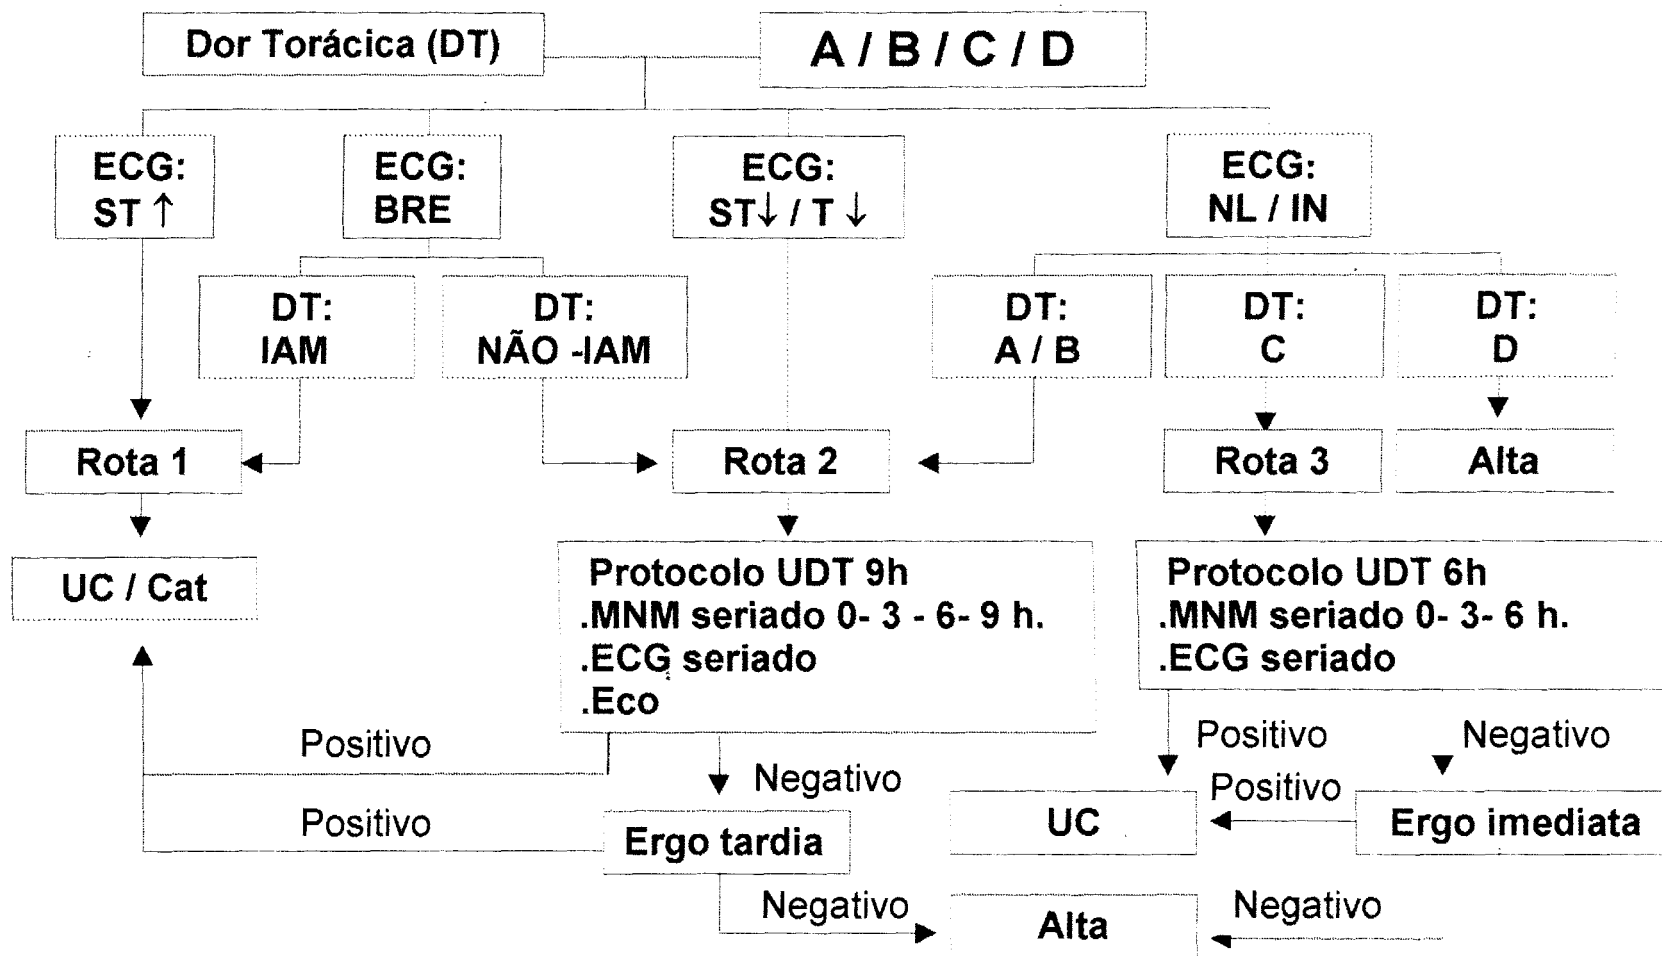 Dor Torácica (DT)
A / B / C / D
ECG:
ST ↑
ECG:
BRE
ECG:
ST↓ / T ↓
ECG:
NL / IN
DT:
IAM
DT:
NÃO -IAM
DT:
A / B
DT:
C
DT:
D
Rota 1
Rota 2
Rota 3
Alta
UC / Cat
Protocolo UDT 9h
.MNM seriado 0- 3 - 6- 9 h.
.ECG seriado
.Eco
Protocolo UDT 6h
.MNM seriado 0- 3- 6 h.
.ECG seriado
Positivo
Negativo
Positivo
Negativo
Positivo
Positivo
Ergo tardia
UC
Ergo imediata
Negativo
Alta
Negativo